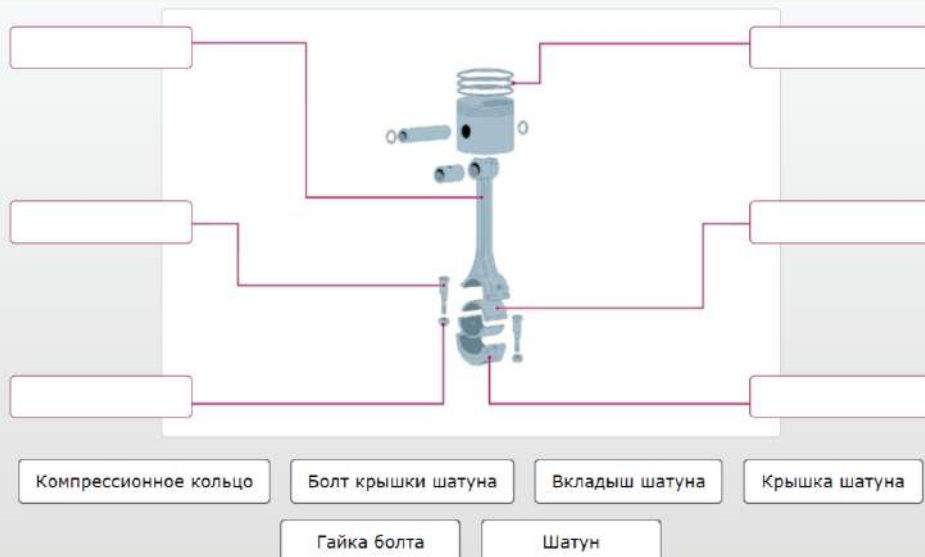 Компрессионное кольцо
Болт крышки шатуна
Вкладыш шатуна
Крышка шатуна
Гайка болта
Шатун